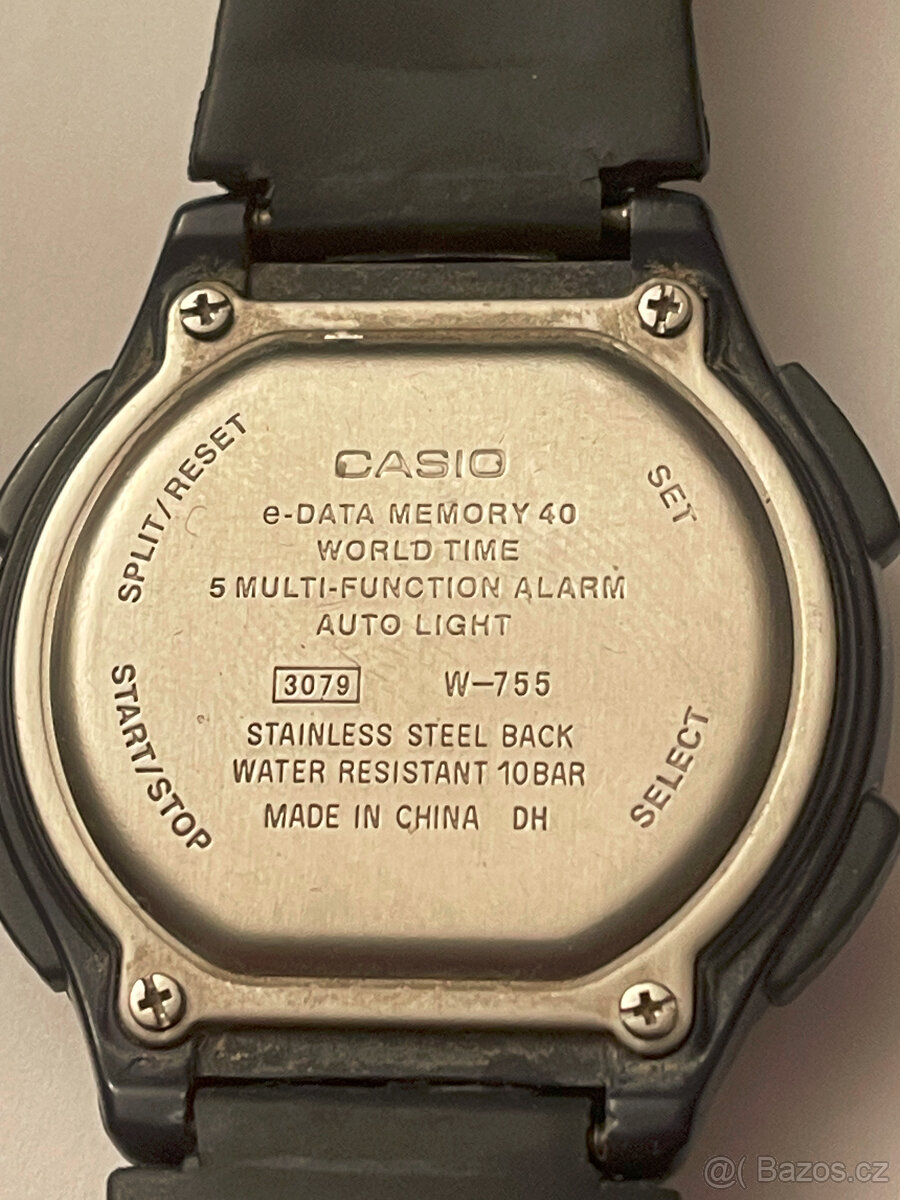 CASIO
e-DATA MEMORY 40
WORLD TIME
5 MULTI-FUNCTION ALARM
AUTO LIGHT
3079 W-755
STAINLESS STEEL BACK
WATER RESISTANT 10BAR
MADE IN CHINA DH
SPLIT/RESET
SET
START/STOP
SELECT
@( Bazos.cz